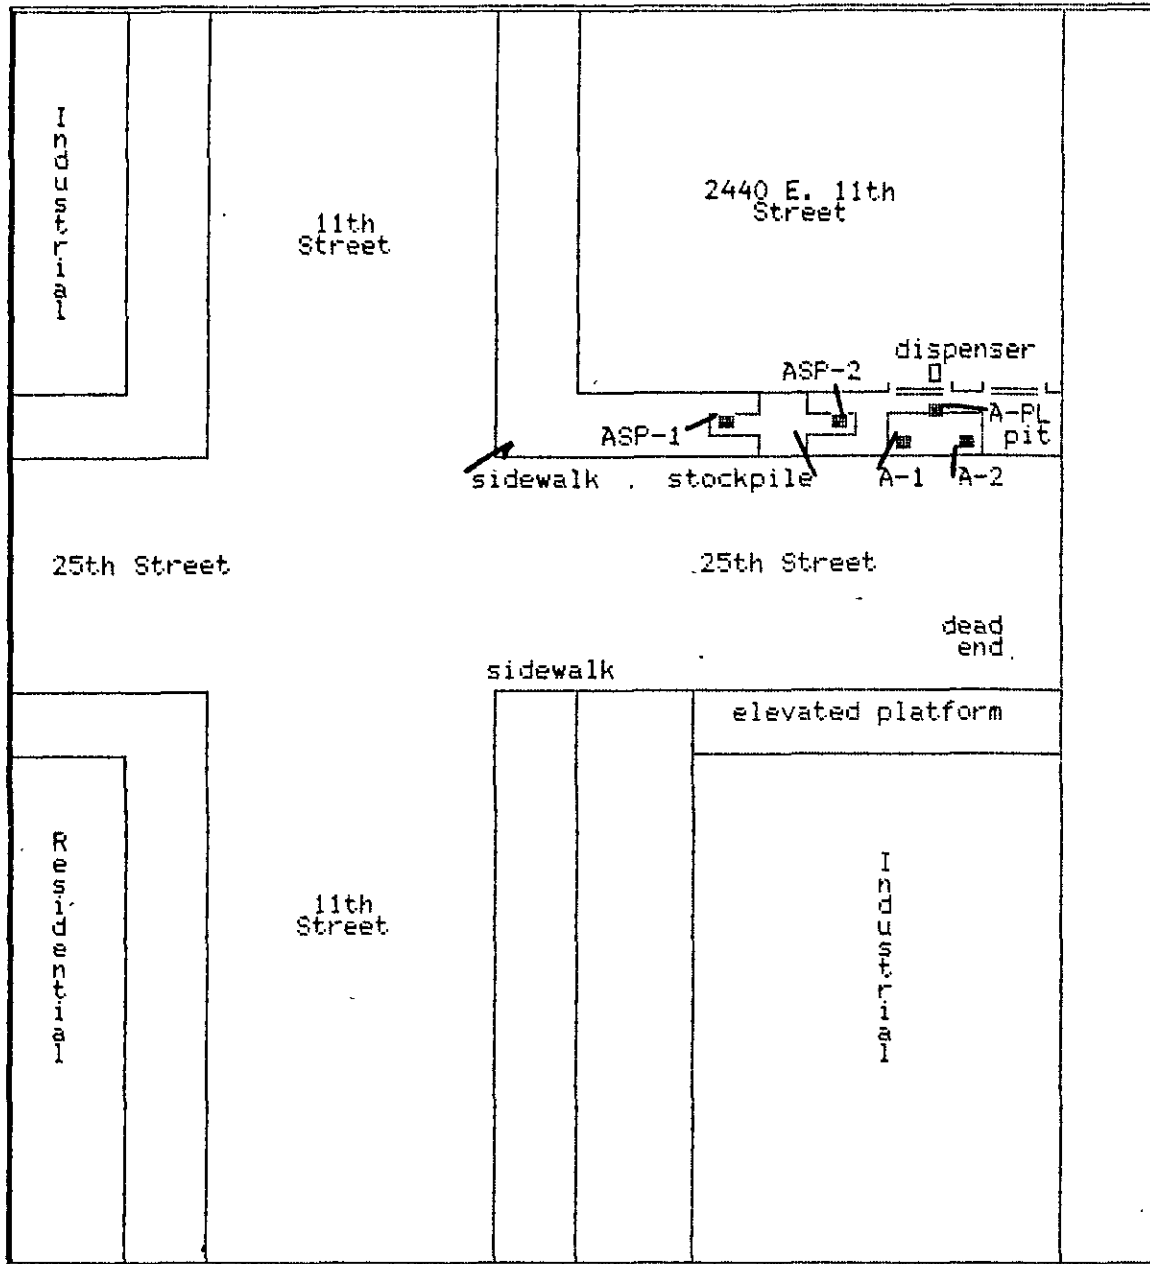 Industrial
11th
Street
2440 E. 11th
Street
dispenser
ASP-2
ASP-1
A-PL
pit
sidewalk
stockpile
A-1
A-2
25th Street
25th Street
dead
end
sidewalk
elevated platform
Residential
11th
Street
Industrial